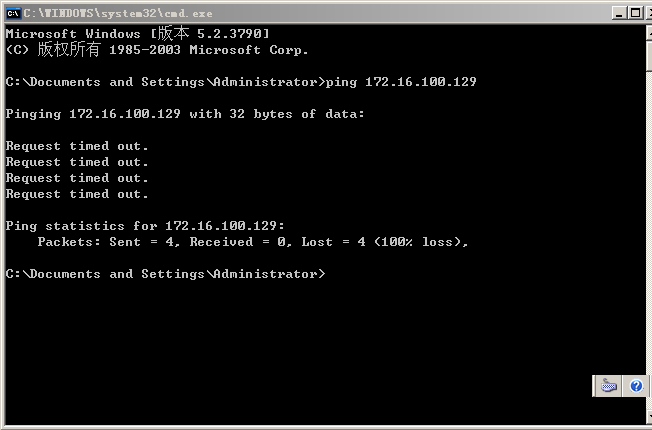 C:\WINDOWS\system32\cmd.exe
Microsoft Windows [版本 5.2.3790]
(C) 版权所有 1985-2003 Microsoft Corp.
C:\Documents and Settings\Administrator>ping 172.16.100.129
Pinging 172.16.100.129 with 32 bytes of data:
Request timed out.
Request timed out.
Request timed out.
Request timed out.
Ping statistics for 172.16.100.129:
    Packets: Sent = 4, Received = 0, Lost = 4 (100% loss),
C:\Documents and Settings\Administrator>